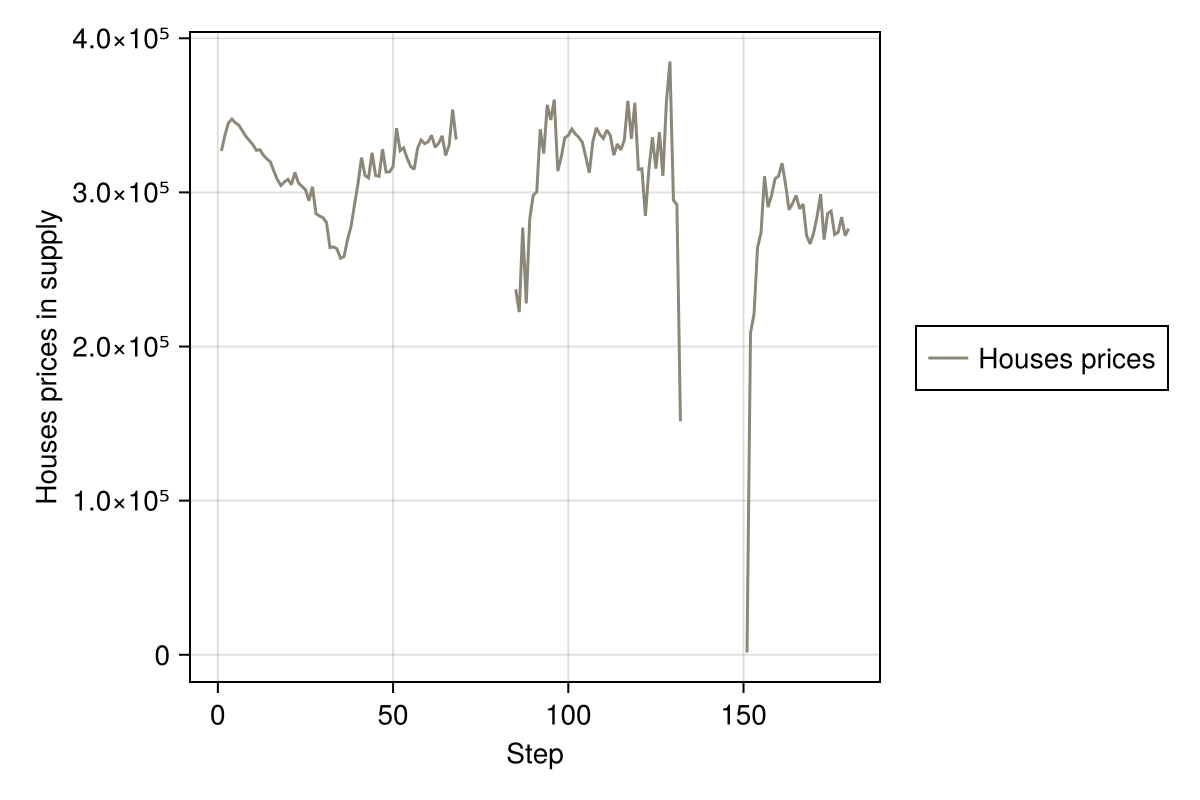 4.0×10⁵
3.0×10⁵
2.0×10⁵
1.0×10⁵
0
Houses prices in supply
0 50 100 150
Step
Houses prices